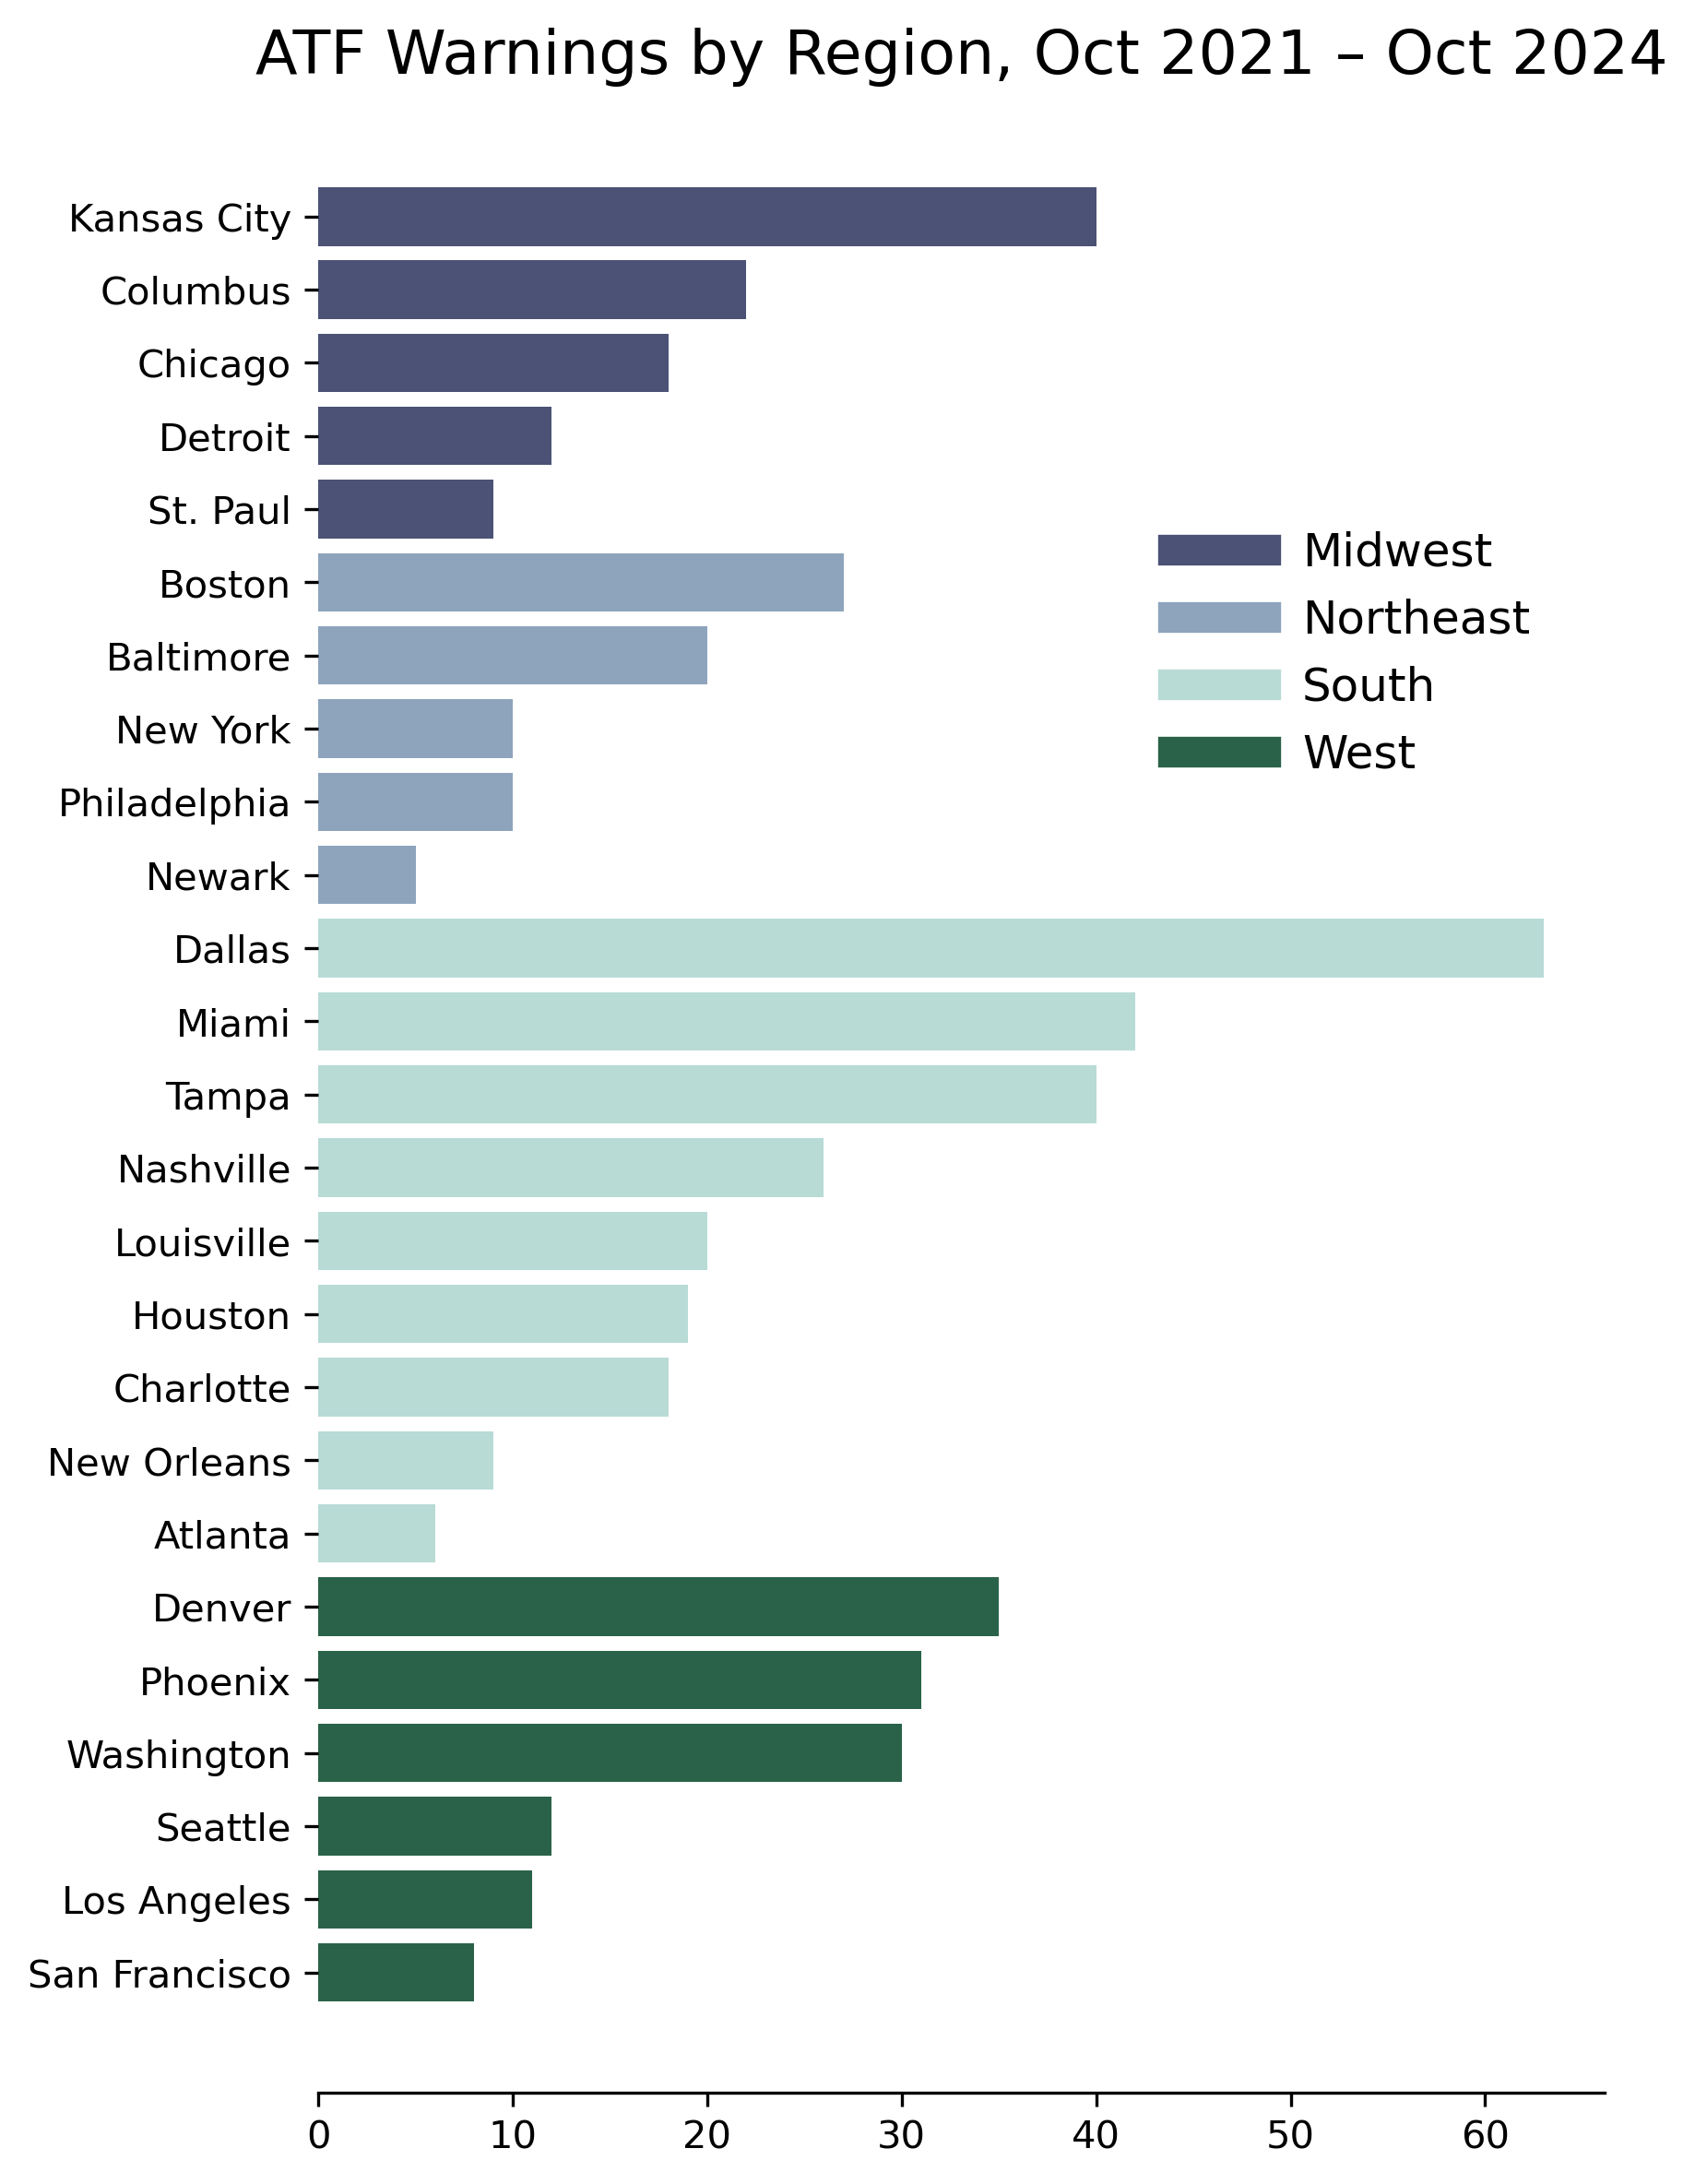 ATF Warnings by Region, Oct 2021 – Oct 2024
Kansas City
Columbus
Chicago
Detroit
St. Paul
Boston
Baltimore
New York
Philadelphia
Newark
Dallas
Miami
Tampa
Nashville
Louisville
Houston
Charlotte
New Orleans
Atlanta
Denver
Phoenix
Washington
Seattle
Los Angeles
San Francisco
Midwest
Northeast
South
West
0 10 20 30 40 50 60